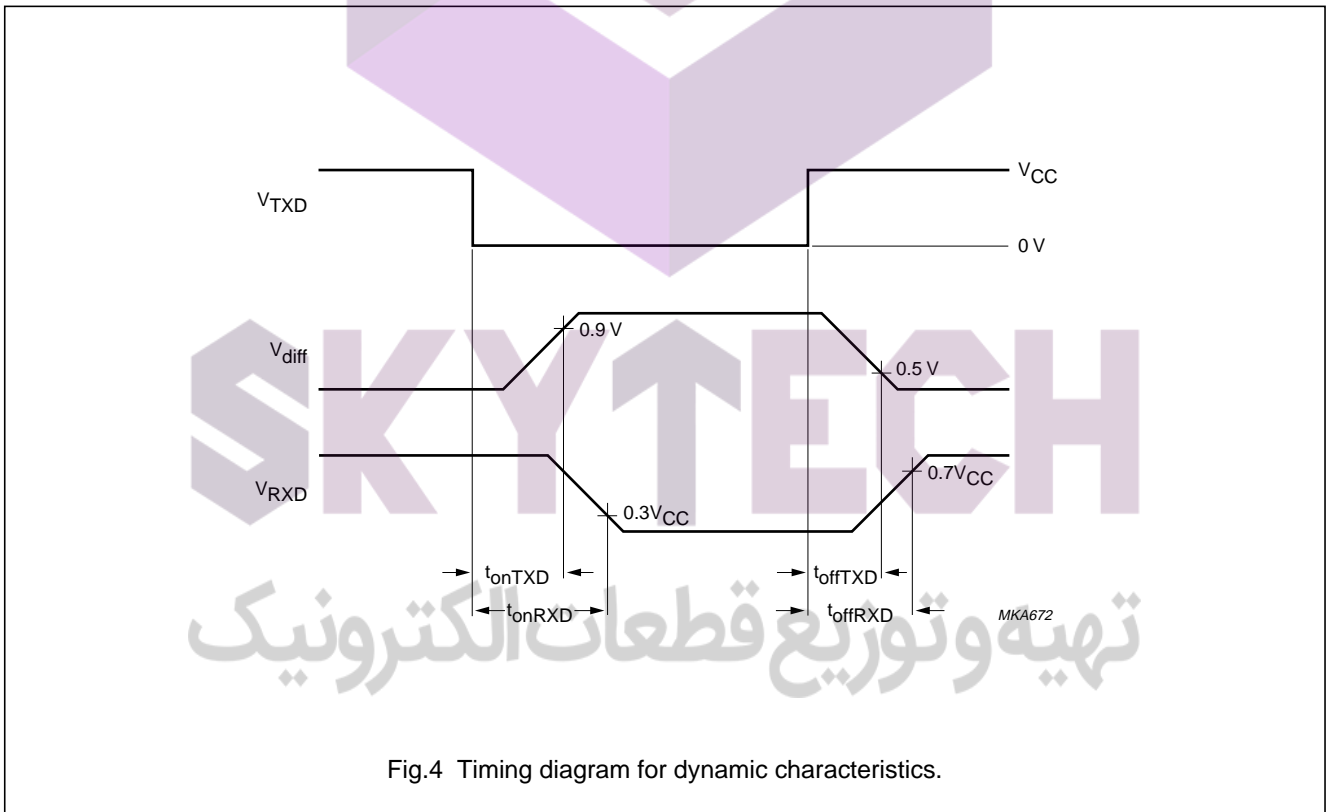 VCC
VTXD
0 V
0.9 V
Vdiff
0.5 V
SKYTECH
0.7VCC
VRXD
0.3VCC
tonTXD
toffTXD
tonRXD
toffRXD
MKA672
تهیه و توزیع قطعات الکترونیک
Fig.4 Timing diagram for dynamic characteristics.